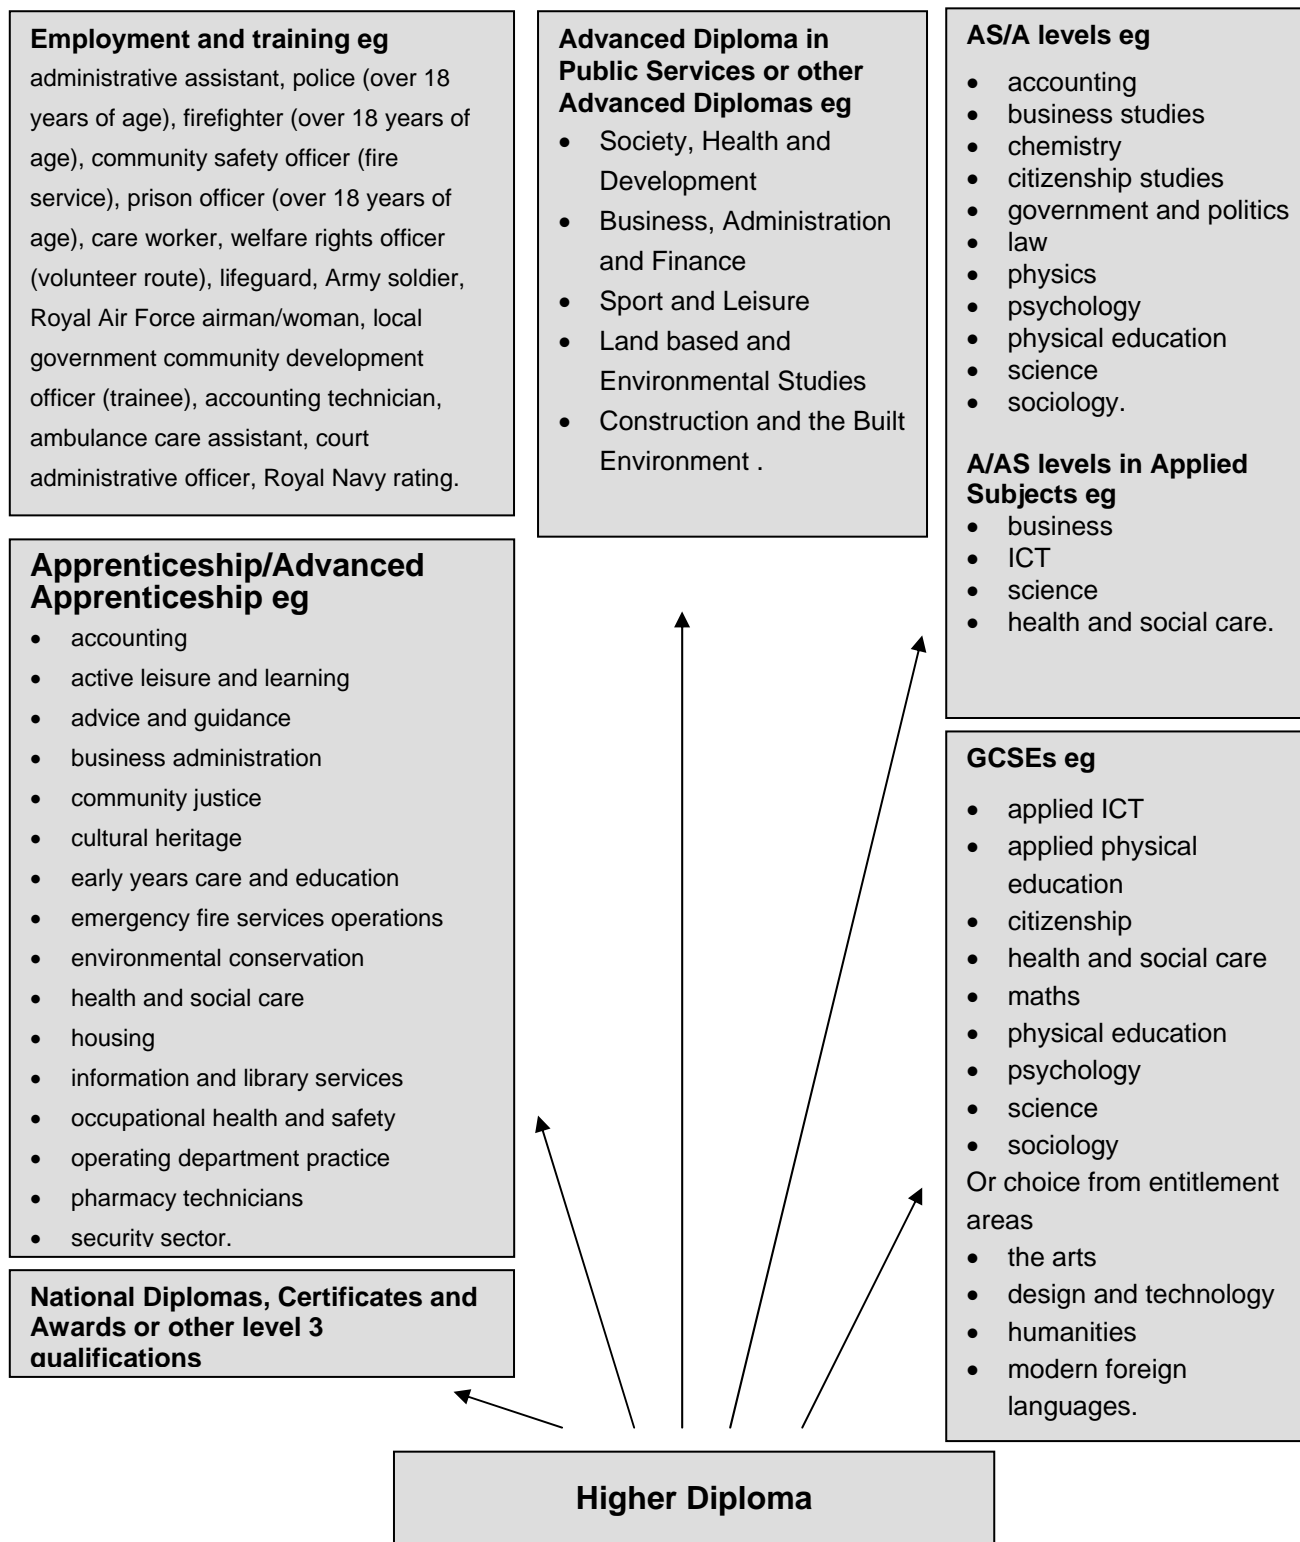 Employment and training eg
administrative assistant, police (over 18
years of age), firefighter (over 18 years of
age), community safety officer (fire
service), prison officer (over 18 years of
age), care worker, welfare rights officer
(volunteer route), lifeguard, Army soldier,
Royal Air Force airman/woman, local
government community development
officer (trainee), accounting technician,
ambulance care assistant, court
administrative officer, Royal Navy rating.
Apprenticeship/Advanced
Apprenticeship eg
• accounting
• active leisure and learning
• advice and guidance
• business administration
• community justice
• cultural heritage
• early years care and education
• emergency fire services operations
• environmental conservation
• health and social care
• housing
• information and library services
• occupational health and safety
• operating department practice
• pharmacy technicians
• security sector.
National Diplomas, Certificates and
Awards or other level 3
qualifications
Advanced Diploma in
Public Services or other
Advanced Diplomas eg
• Society, Health and
Development
• Business, Administration
and Finance
• Sport and Leisure
• Land based and
Environmental Studies
• Construction and the Built
Environment .
AS/A levels eg
• accounting
• business studies
• chemistry
• citizenship studies
• government and politics
• law
• physics
• psychology
• physical education
• science
• sociology.
A/AS levels in Applied
Subjects eg
• business
• ICT
• science
• health and social care.
GCSEs eg
• applied ICT
• applied physical
education
• citizenship
• health and social care
• maths
• physical education
• psychology
• science
• sociology
Or choice from entitlement
areas
• the arts
• design and technology
• humanities
• modern foreign
languages.
Higher Diploma